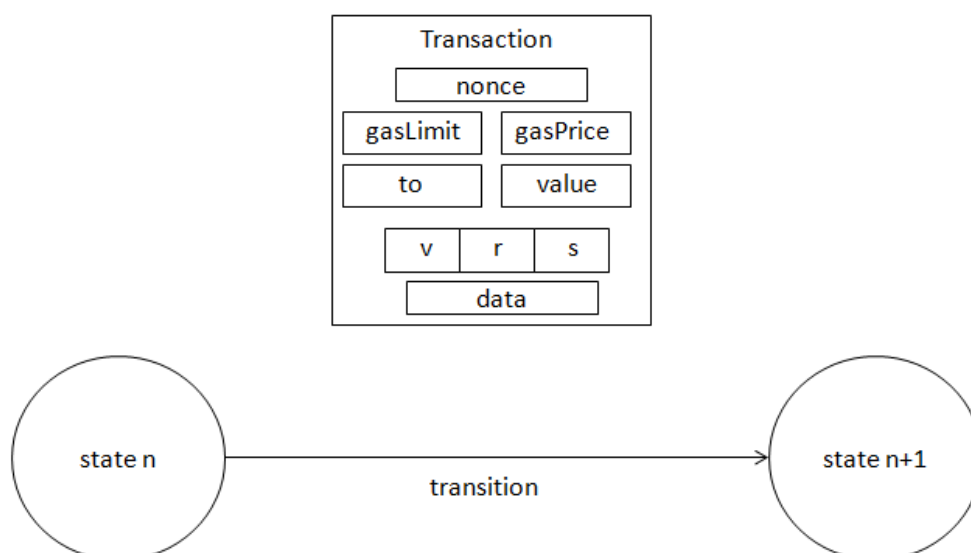 Transaction
nonce
gasLimit gasPrice
to value
v r s
data
state n state n+1
transition